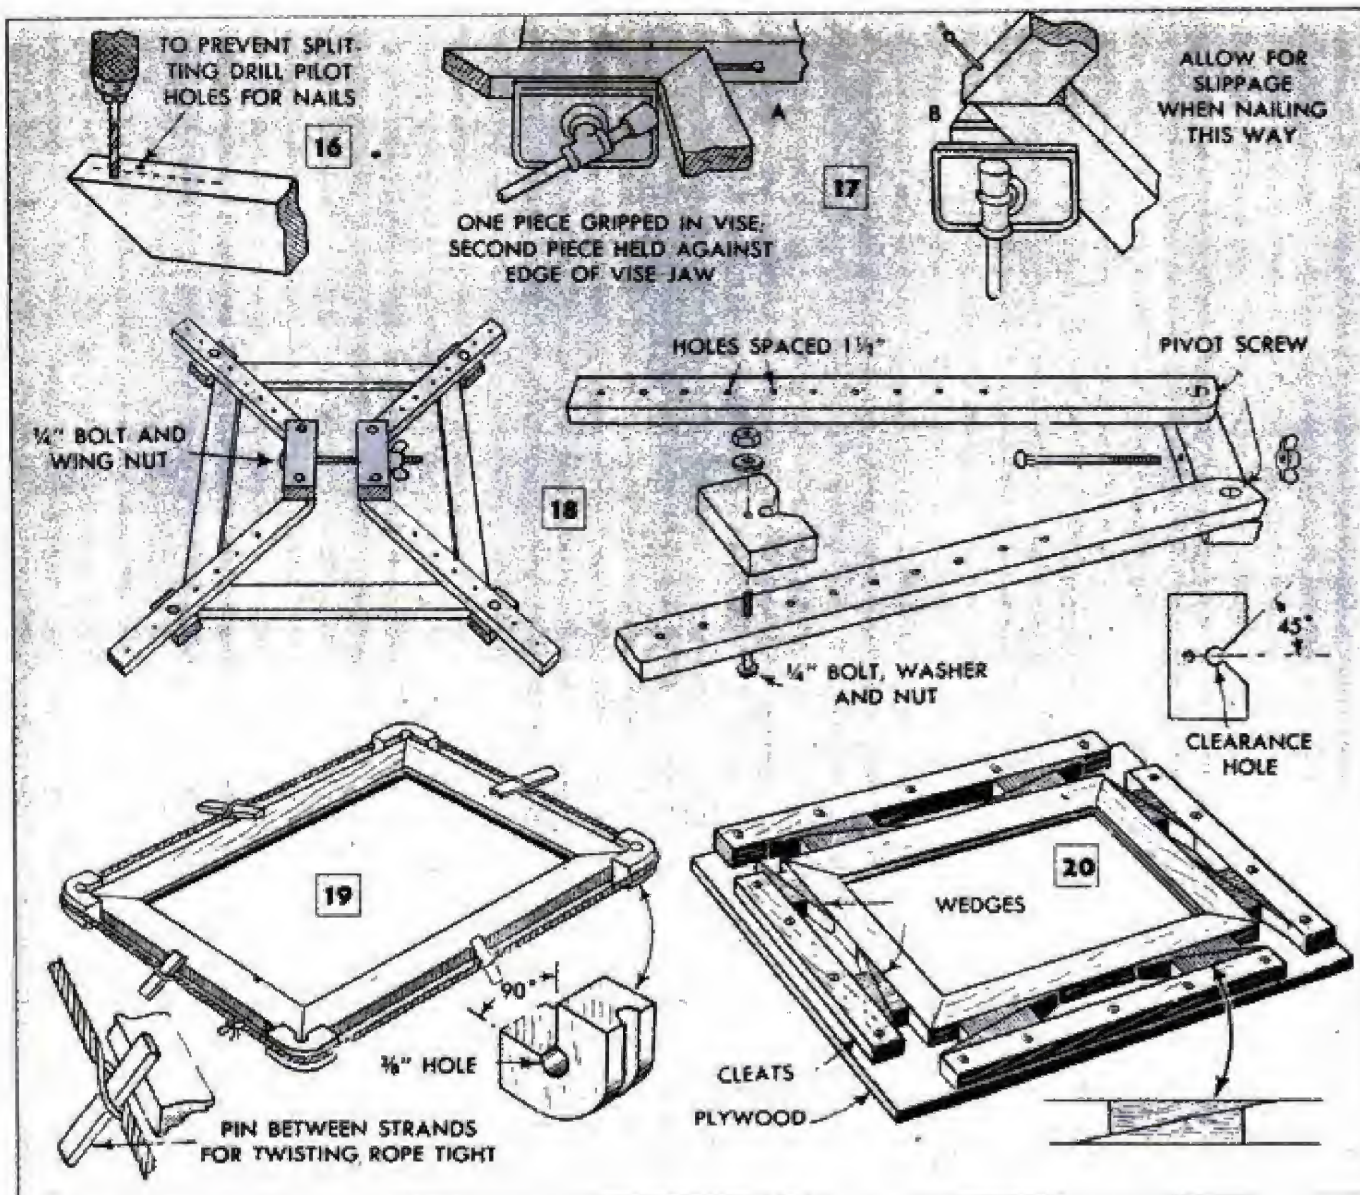 TO PREVENT SPLIT-
TING DRILL PILOT
HOLES FOR NAILS
16
A
ONE PIECE GRIPPED IN VISE,
SECOND PIECE HELD AGAINST
EDGE OF VISE JAW
17
B
ALLOW FOR
SLIPPAGE
WHEN NAILING
THIS WAY
¼" BOLT AND
WING NUT
18
HOLES SPACED 1½"
PIVOT SCREW
¼" BOLT, WASHER
AND NUT
45°
CLEARANCE
HOLE
19
90°
⅜" HOLE
PIN BETWEEN STRANDS
FOR TWISTING ROPE TIGHT
20
WEDGES
CLEATS
PLYWOOD